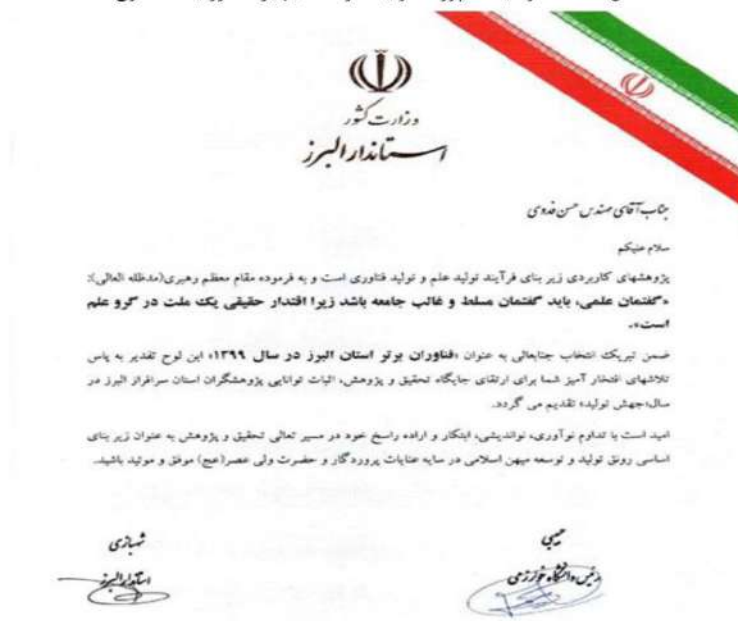 وزارت کشور
استاندار البرز
جناب آقای مهندس حسن فدوی
سلام علیکم
پژوهشهای کاربردی زیر بنای فرآیند تولید علم و تولید فناوری است و به فرموده مقام معظم رهبری(مدظله العالی):
«گفتمان علمی، باید گفتمان مسلط و غالب جامعه باشد زیرا اقتدار حقیقی یک ملت در گرو علم
است».
ضمن تبریک انتخاب جنابعالی به عنوان «فناوران برتر استان البرز در سال ۱۳۹۹» این لوح تقدیر به پاس
تلاشهای افتخار آمیز شما برای ارتقای جایگاه تحقیق و پژوهش، اثبات توانایی پژوهشگران استان سرافراز البرز در
سال«جهش تولید» تقدیم می گردد.
امید است با تداوم نوآوری، نواندیشی، ابتکار و اراده راسخ خود در مسیر تعالی تحقیق و پژوهش به عنوان زیر بنای
اساسی رونق تولید و توسعه میهن اسلامی در سایه عنایات پروردگار و حضرت ولی عصر(عج) موفق و موئید باشید.
حبیبی
رئیس دانشگاه خوارزمی
شهبازی
استاندار البرز